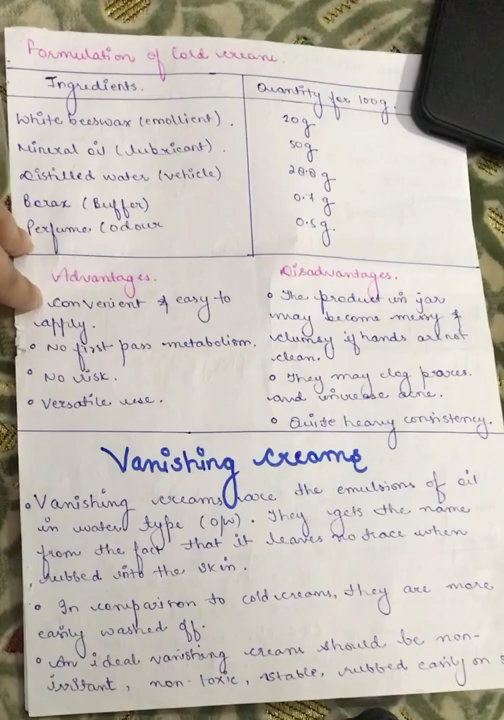 Formulation of Cold cream.
Ingredients. Quantity for 100g.
White beeswax (emollient). 20g
Mineral oil (lubricant). 50g
Distilled water (vehicle) 28.8 g
Borax (Buffer) 0.7 g
Perfume. (odour 0.5g.
Advantages.
convenient & easy to
apply.
• No first pass metabolism.
• No risk.
• Versatile use.
Disadvantages.
• The product in jar
may become messy &
clumsy if hands are not
clean.
• They may clog prores.
and increase acne.
• Quite heavy consistency.
Vanishing creams
• Vanishing creams are the emulsions of oil
in water type (o/w). They gets the name
from the fact that it leaves no trace when
rubbed into the skin.
• In comparison to cold creams, they are more
easily washed off.
• An ideal vanishing cream should be non-
irritant, non-toxic, stable, rubbed easily on